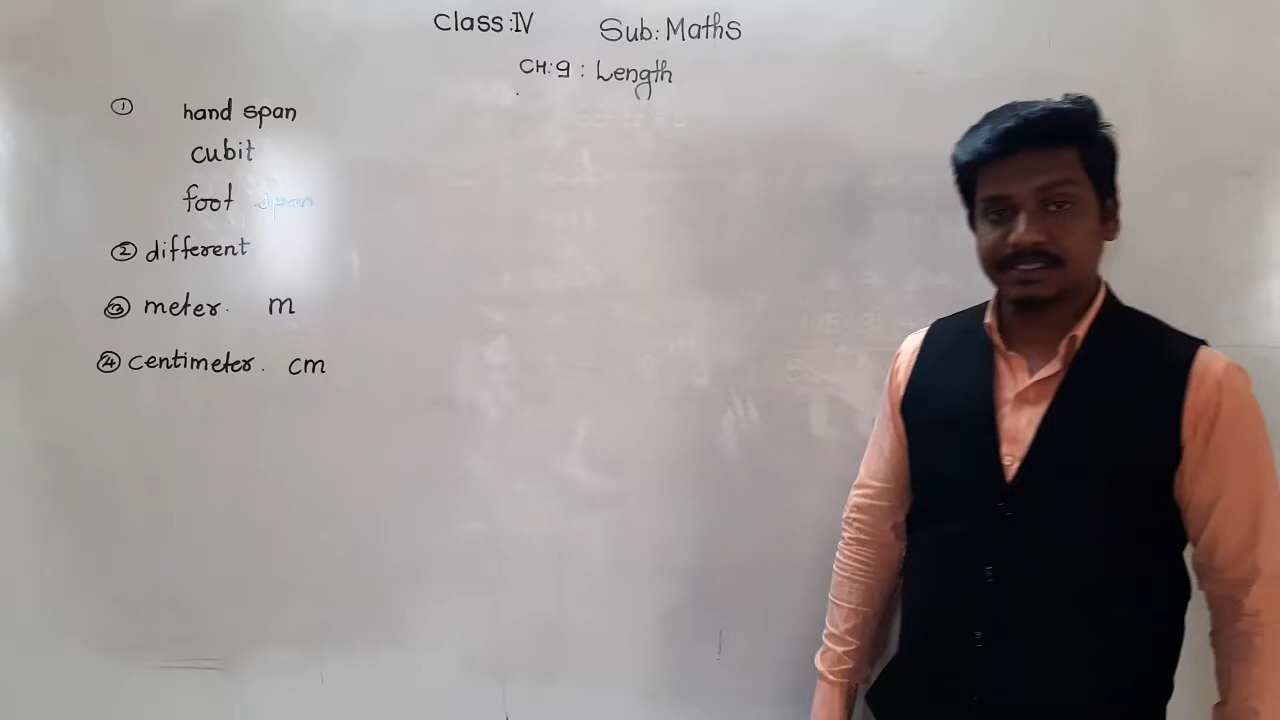 Class:IV Sub: Maths
CH:9: Length
① hand span
cubit
foot span
② different
③ meter. m
④ centimeter. cm